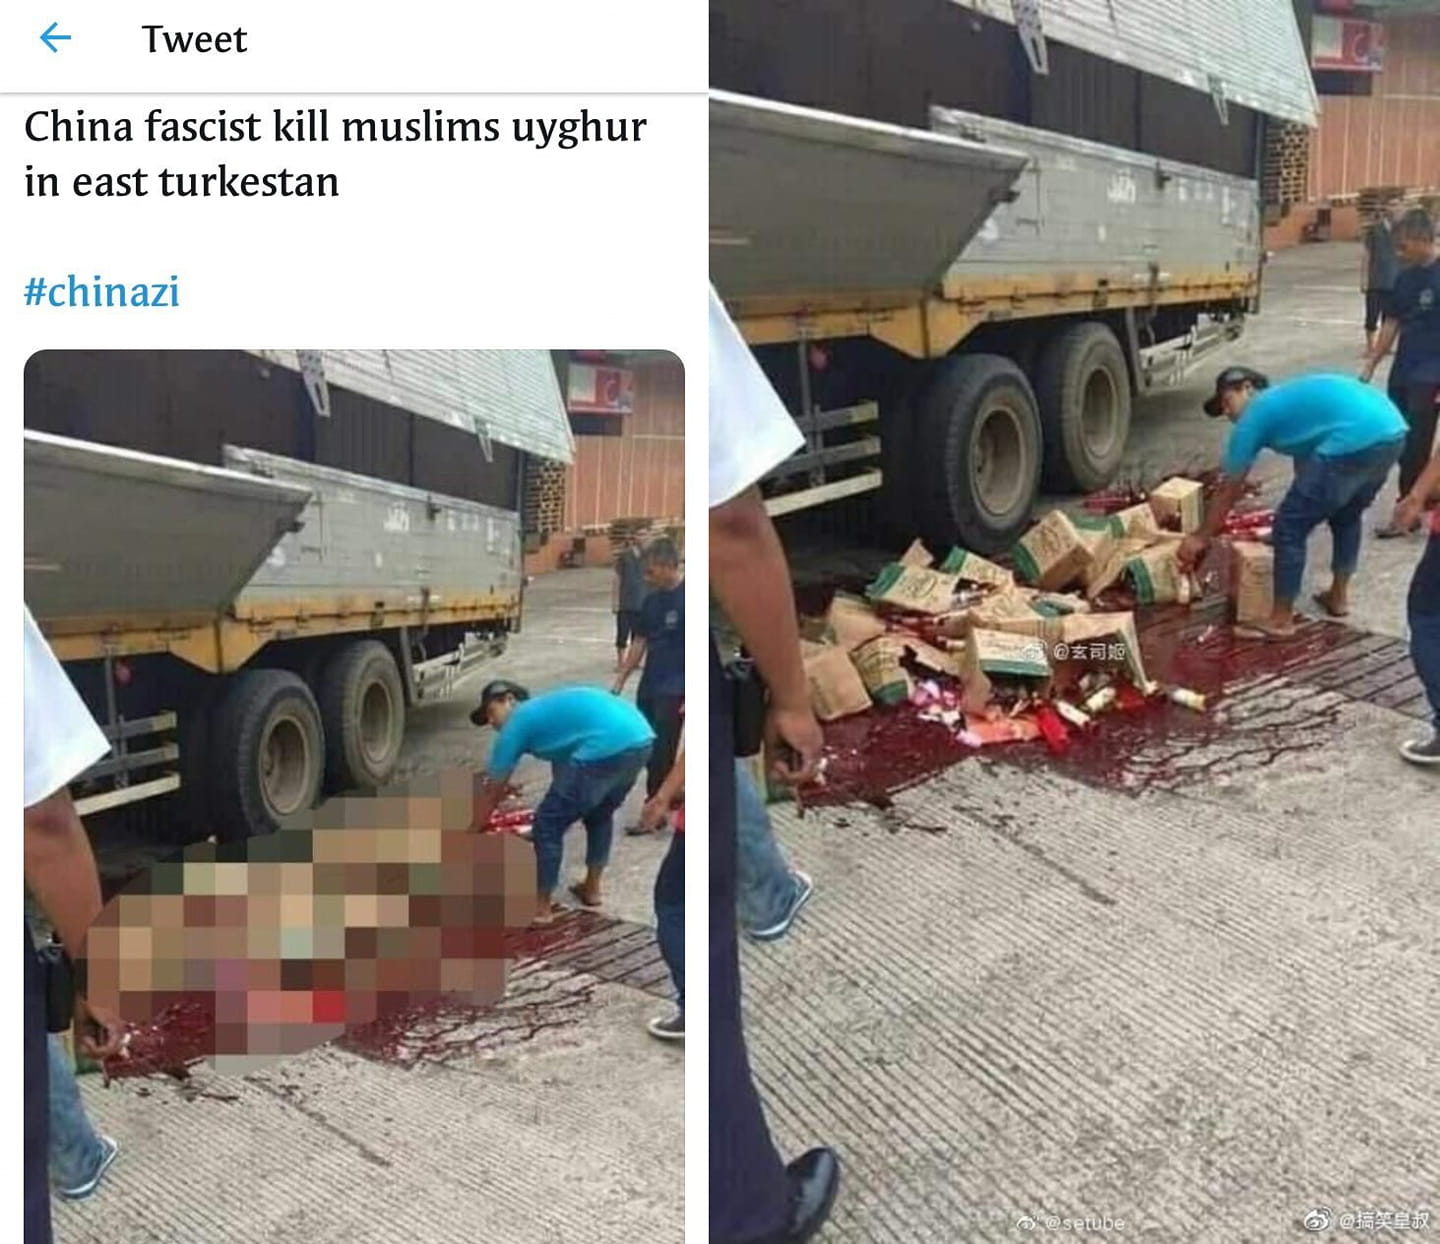 Tweet
China fascist kill muslims uyghur
in east turkestan
#chinazi
@玄司姬
@setube
@搞笑皇叔